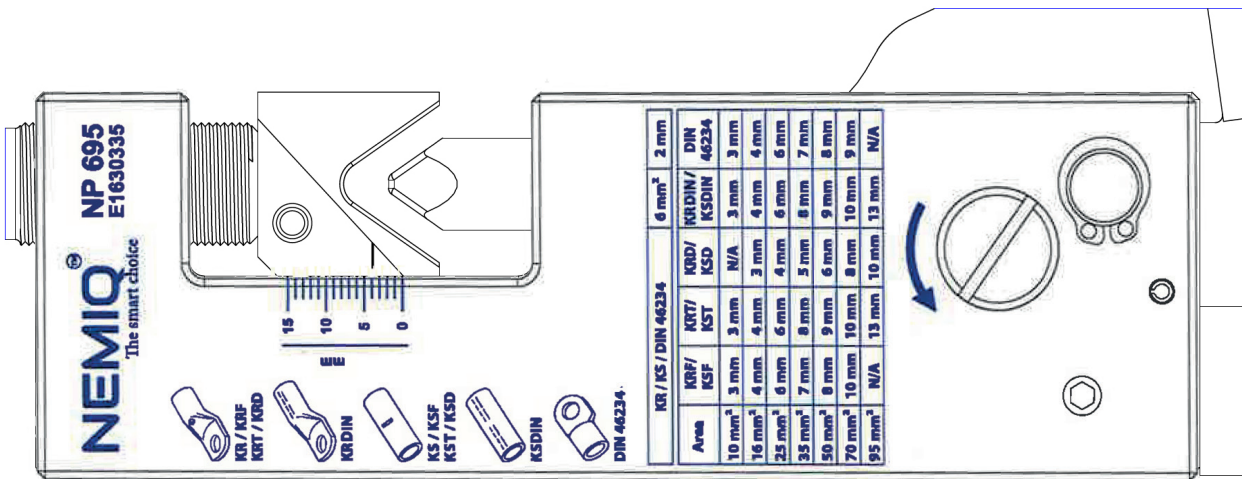 NEMIQ™
The smart choice
NP 695
E1630335
mm
15
10
5
0
KR / KRF
KRT / KRD
KRDIN
KS / KSF
KST / KSD
KSDIN
DIN 46234
KR / KS / DIN 46234 6 mm² 2 mm
Area KRF/ KSF KRT/ KST KRD/ KSD KRDIN / KSDIN DIN 46234
10 mm² 3 mm 3 mm N/A 3 mm 3 mm
16 mm² 4 mm 4 mm 3 mm 4 mm 4 mm
25 mm² 6 mm 6 mm 4 mm 6 mm 6 mm
35 mm² 7 mm 8 mm 5 mm 8 mm 7 mm
50 mm² 8 mm 9 mm 6 mm 9 mm 8 mm
70 mm² 10 mm 10 mm 8 mm 10 mm 9 mm
95 mm² N/A 13 mm 10 mm 13 mm N/A